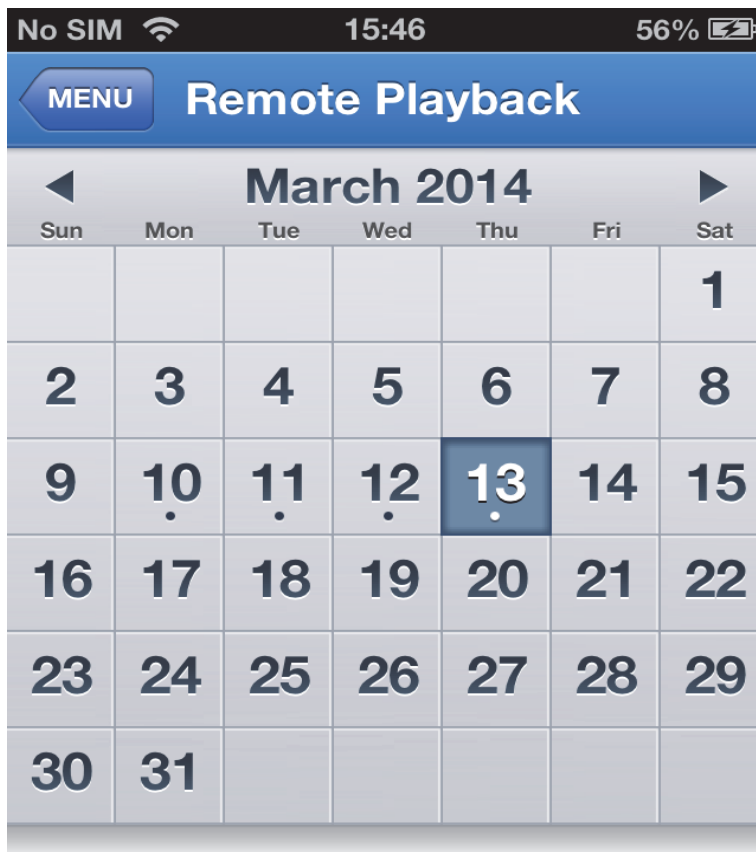 No SIM 15:46 56%
MENU Remote Playback
March 2014
Sun Mon Tue Wed Thu Fri Sat
1
2 3 4 5 6 7 8
9 10 11 12 13 14 15
16 17 18 19 20 21 22
23 24 25 26 27 28 29
30 31